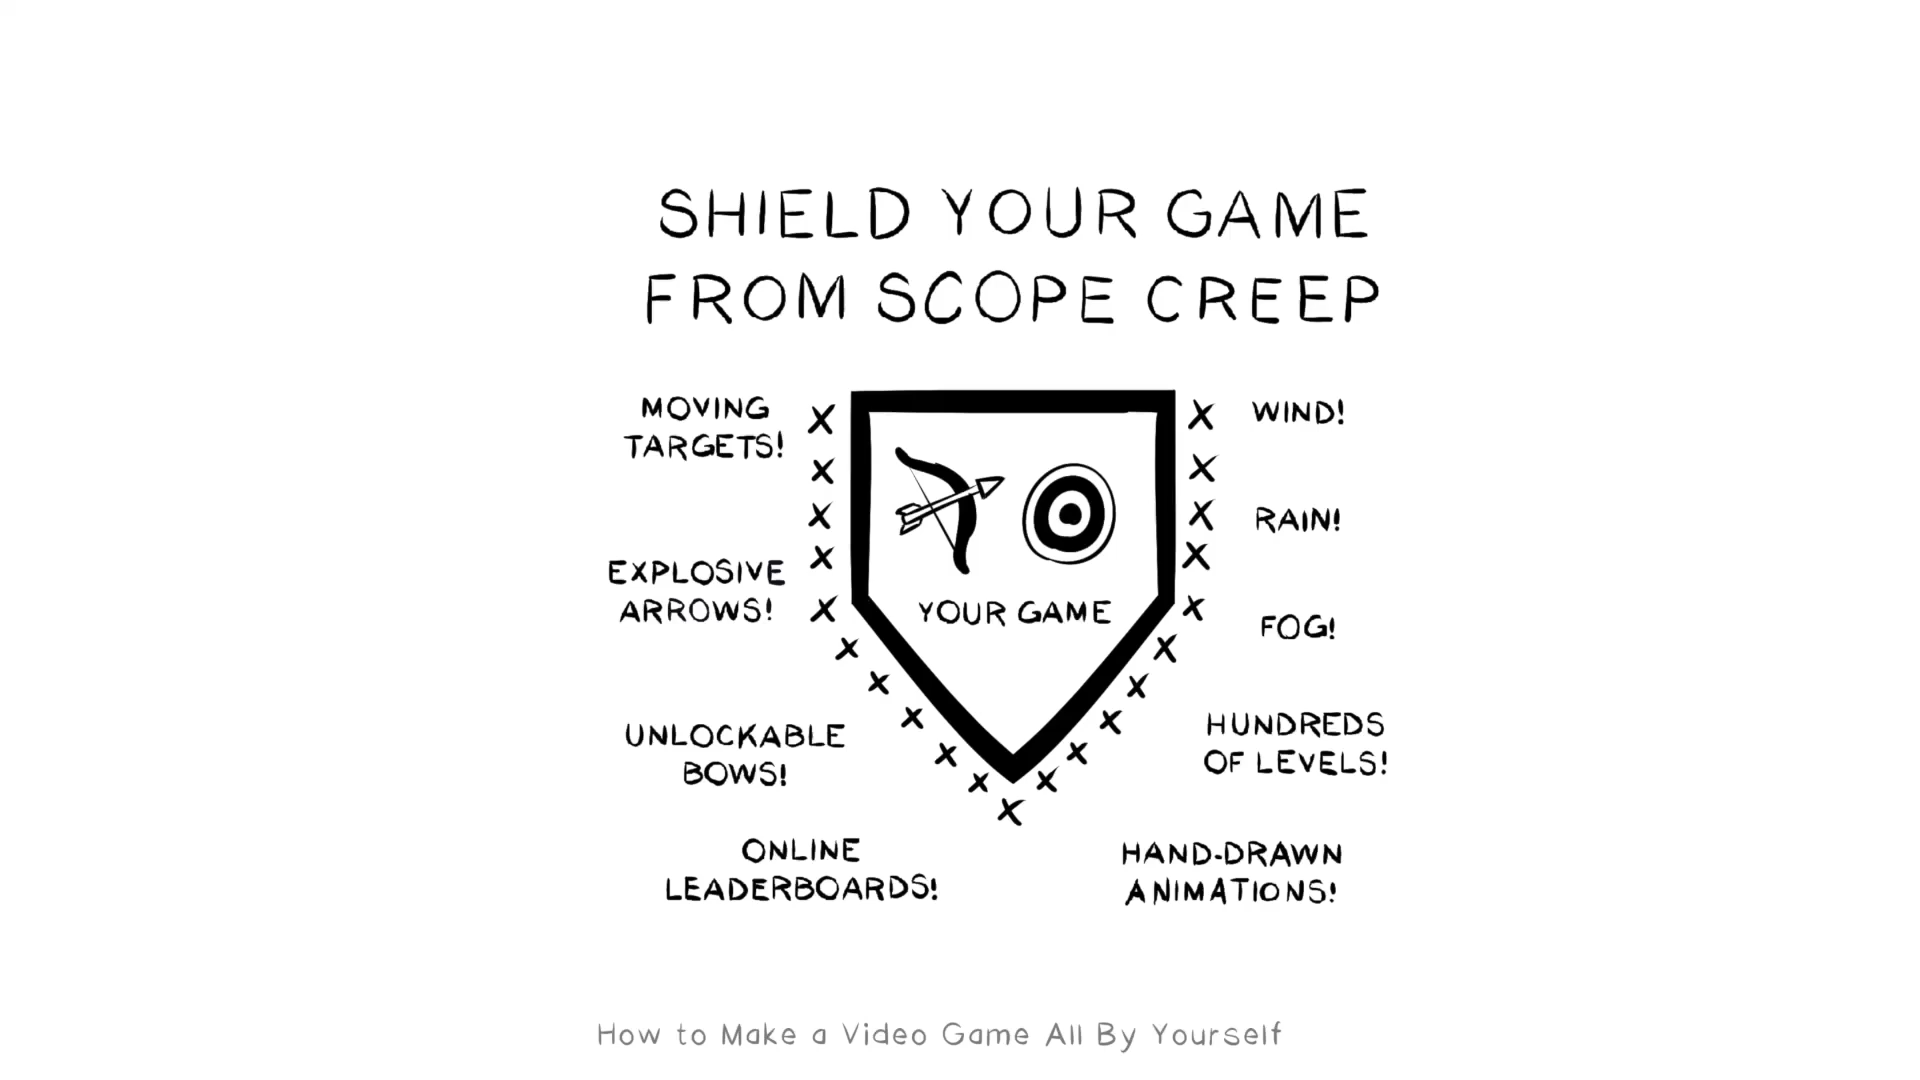 SHIELD YOUR GAME
FROM SCOPE CREEP
MOVING
TARGETS!
EXPLOSIVE
ARROWS!
UNLOCKABLE
BOWS!
ONLINE
LEADERBOARDS!
YOUR GAME
WIND!
RAIN!
FOG!
HUNDREDS
OF LEVELS!
HAND-DRAWN
ANIMATIONS!
How to Make a Video Game All By Yourself